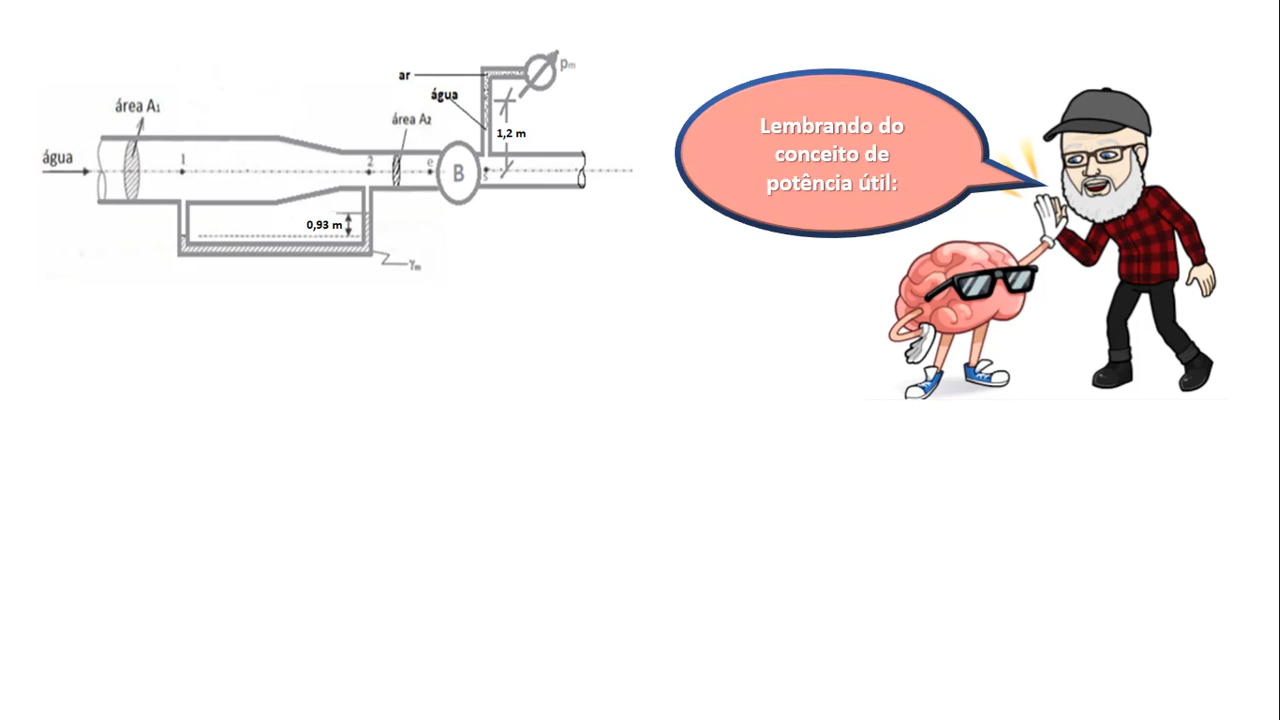 ar
pₘ
água
área A₁
área A₂
1,2 m
água
1
2
e
B
s
0,93 m
γₘ
Lembrando do
conceito de
potência útil: